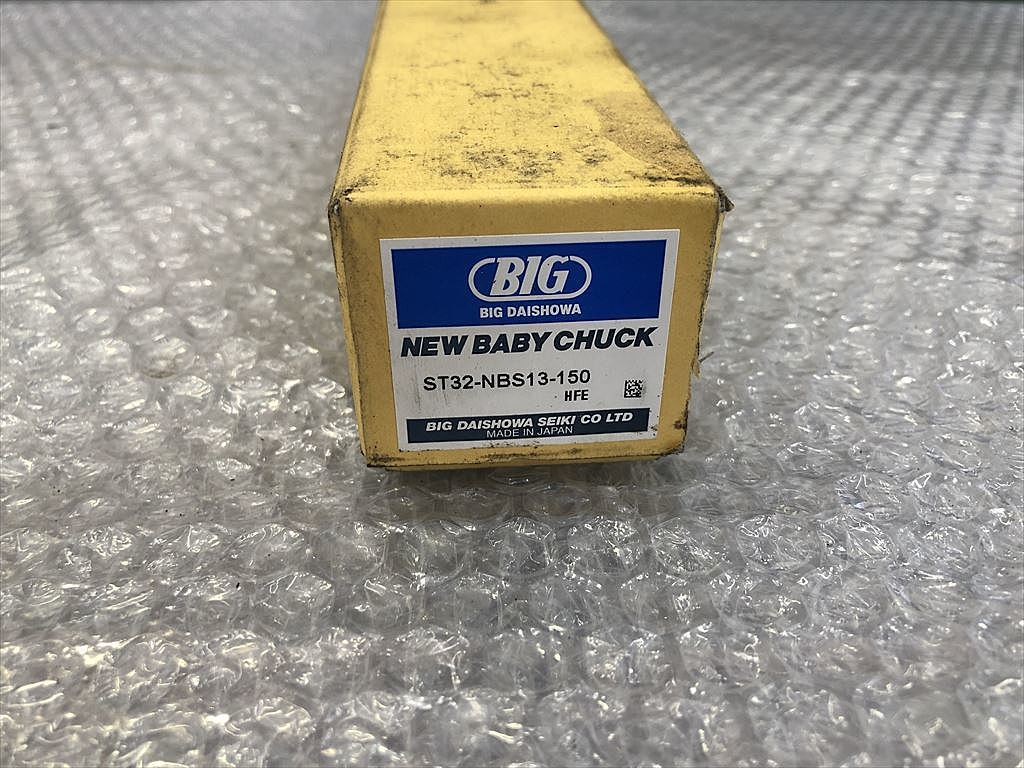 BIG
BIG DAISHOWA
NEW BABY CHUCK
ST32-NBS13-150
HFE
BIG DAISHOWA SEIKI CO LTD
MADE IN JAPAN